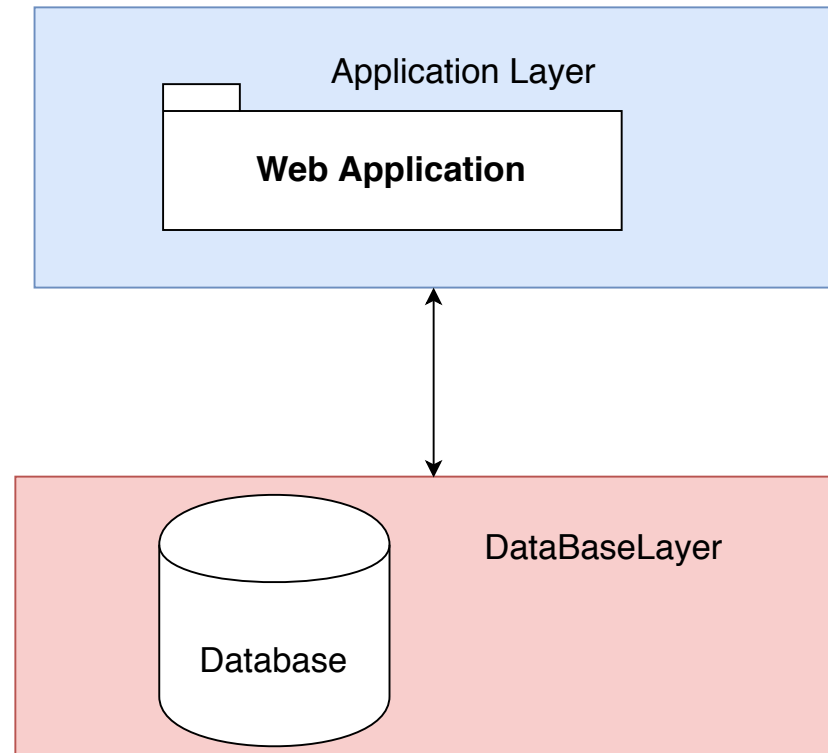 Application Layer
Web Application
DataBaseLayer
Database